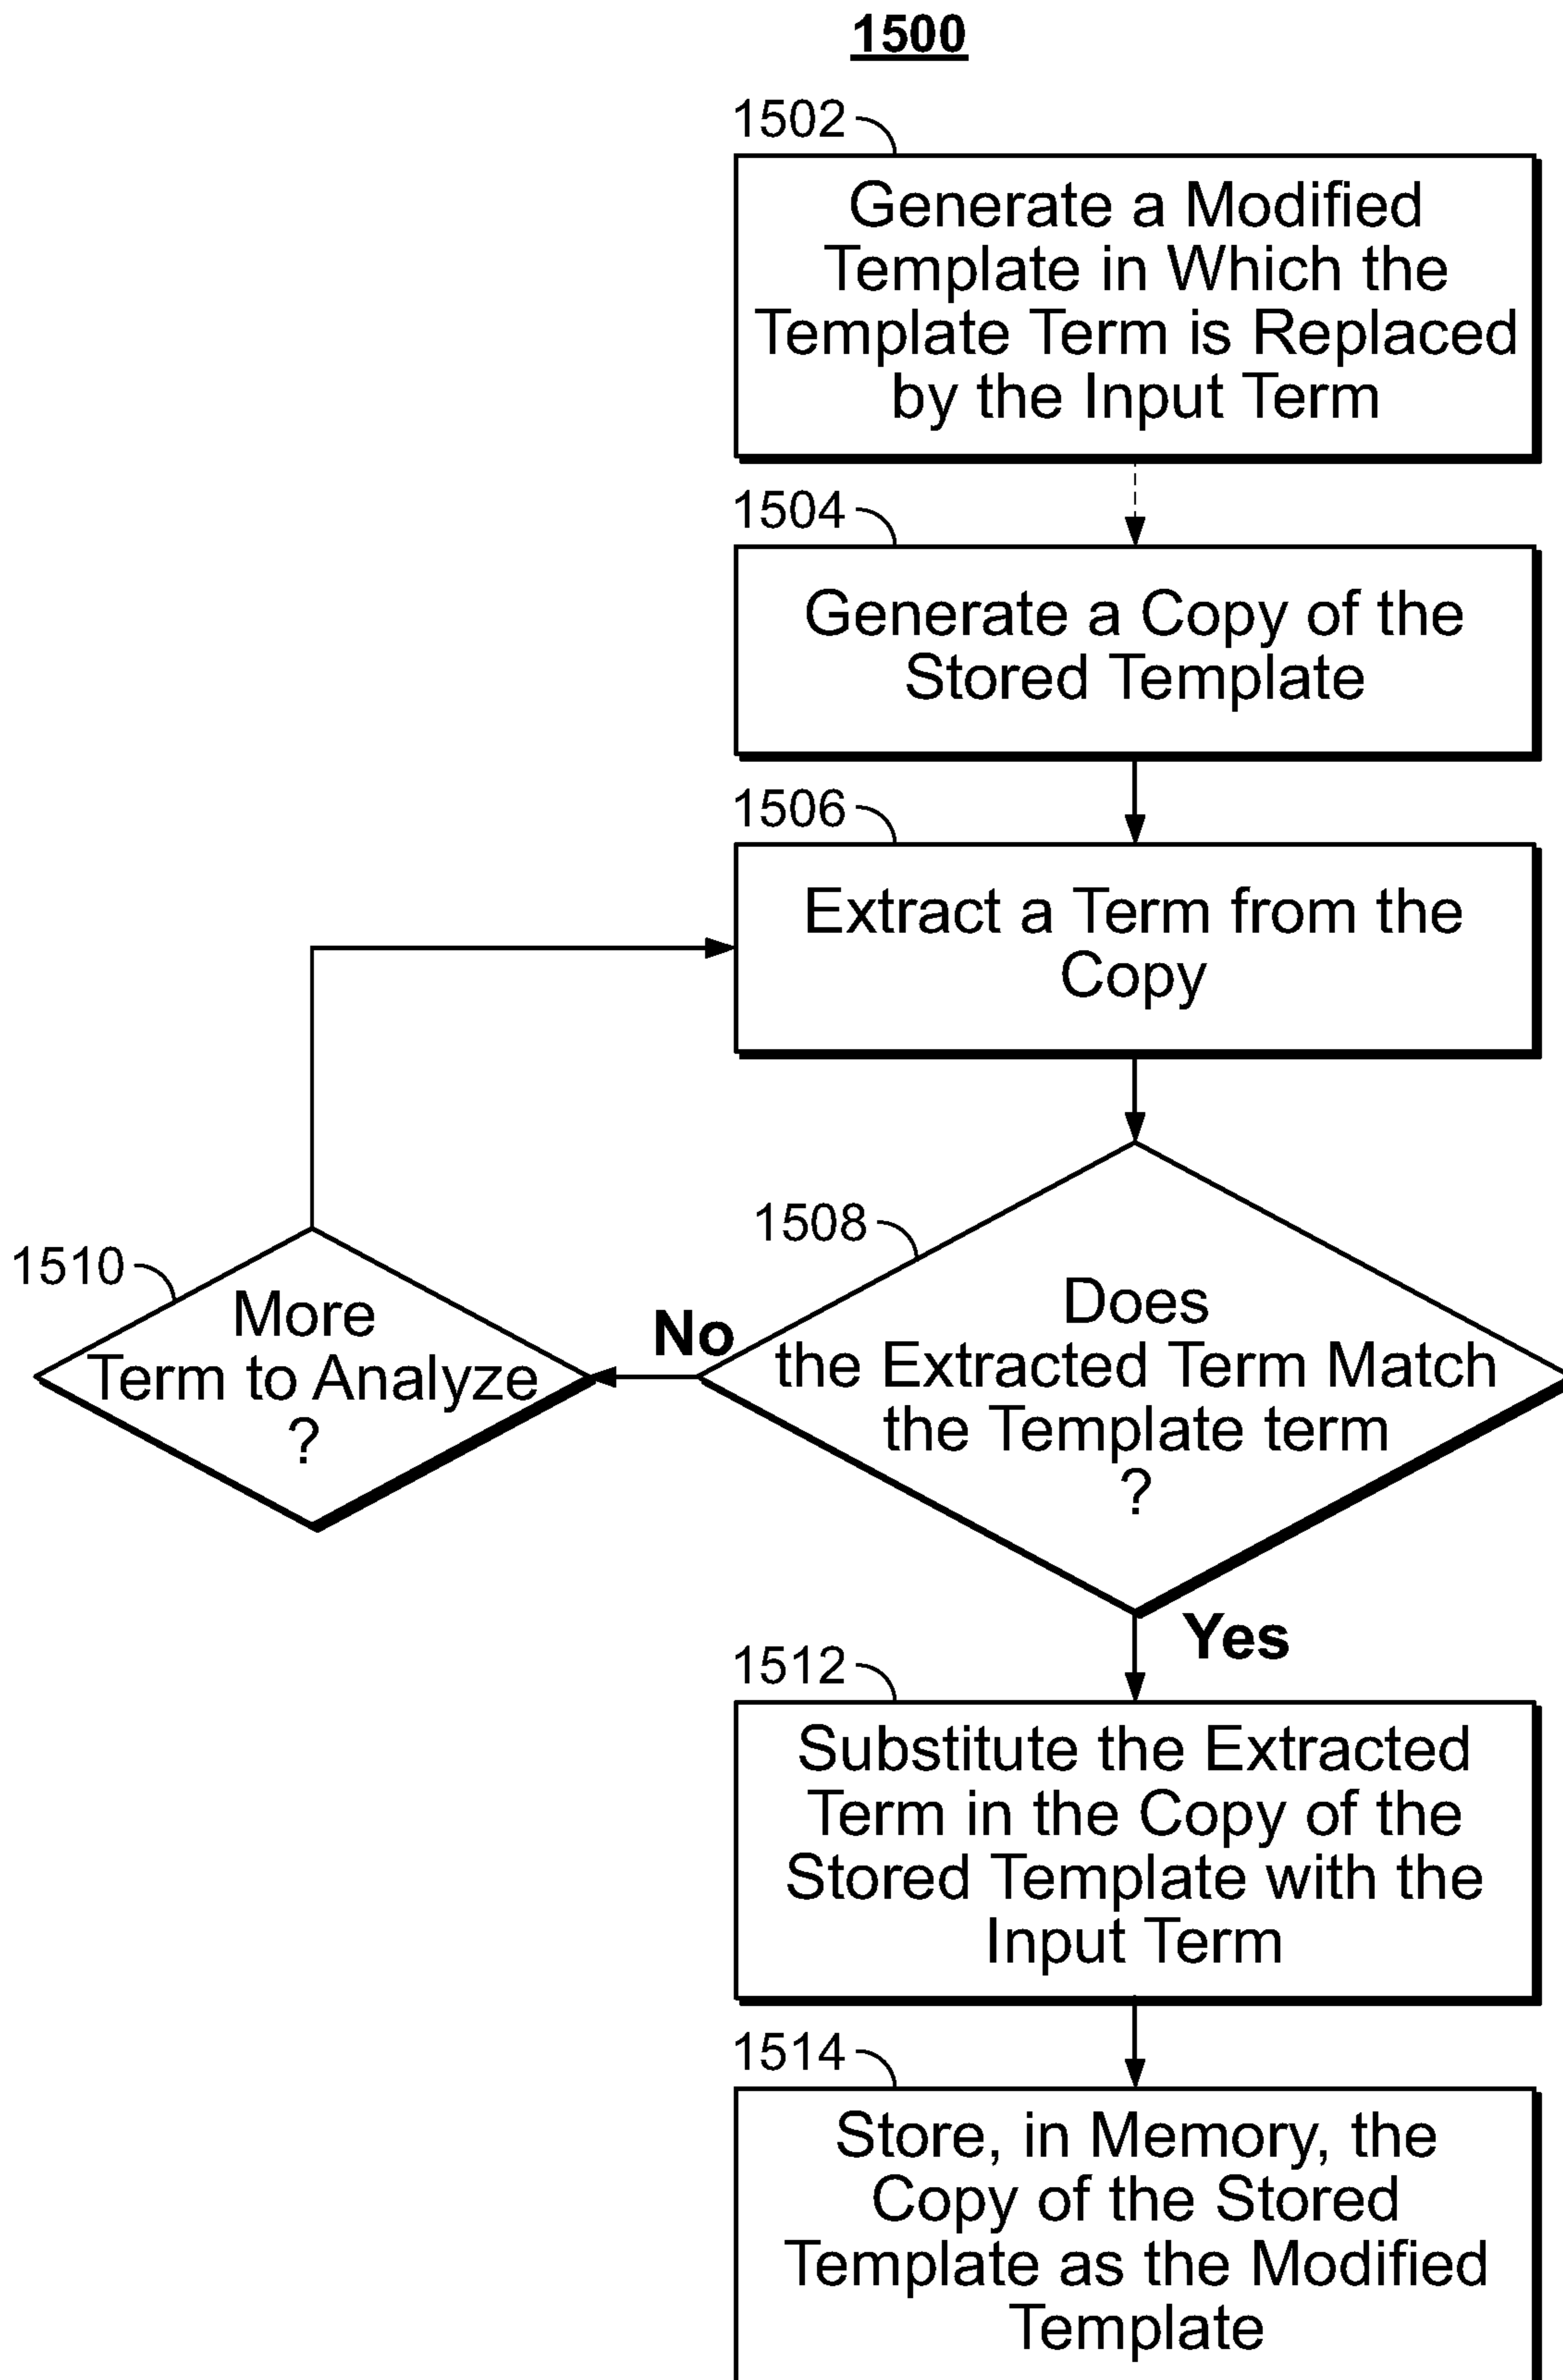 1500
1502
Generate a Modified
Template in Which the
Template Term is Replaced
by the Input Term
1504
Generate a Copy of the
Stored Template
1506
Extract a Term from the
Copy
1508
Does
the Extracted Term Match
the Template term
?
No
1510
More
Term to Analyze
?
Yes
1512
Substitute the Extracted
Term in the Copy of the
Stored Template with the
Input Term
1514
Store, in Memory, the
Copy of the Stored
Template as the Modified
Template